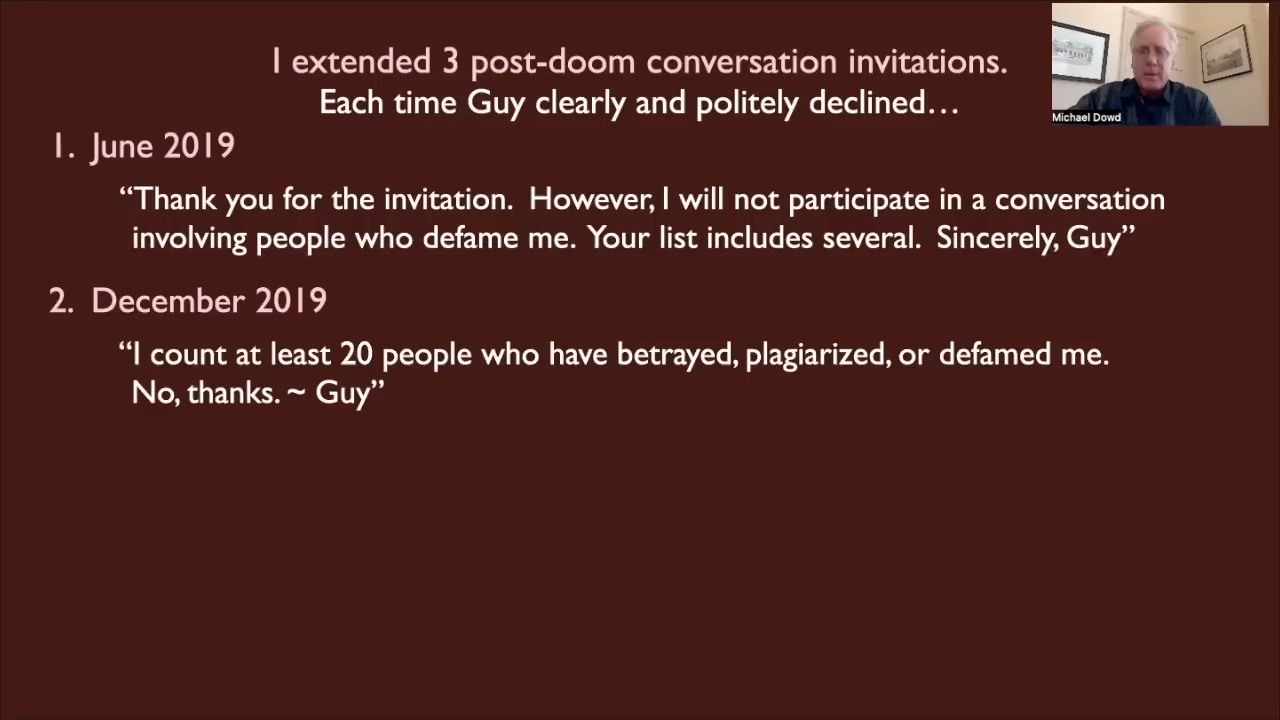 I extended 3 post-doom conversation invitations.
Each time Guy clearly and politely declined…
Michael Dowd
1. June 2019
“Thank you for the invitation. However, I will not participate in a conversation
involving people who defame me. Your list includes several. Sincerely, Guy”
2. December 2019
“I count at least 20 people who have betrayed, plagiarized, or defamed me.
No, thanks. ~ Guy”